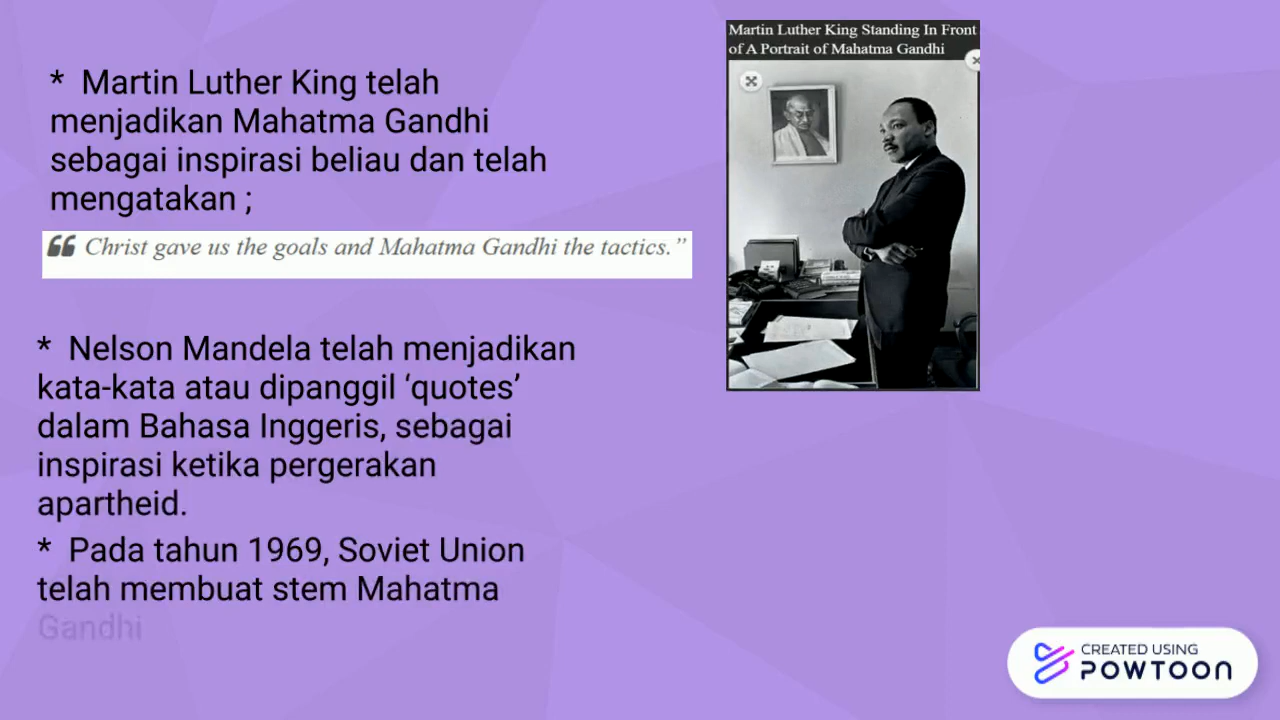 * Martin Luther King telah
menjadikan Mahatma Gandhi
sebagai inspirasi beliau dan telah
mengatakan ;
“ Christ gave us the goals and Mahatma Gandhi the tactics.”
* Nelson Mandela telah menjadikan
kata-kata atau dipanggil ‘quotes’
dalam Bahasa Inggeris, sebagai
inspirasi ketika pergerakan
apartheid.
* Pada tahun 1969, Soviet Union
telah membuat stem Mahatma
Gandhi
Martin Luther King Standing In Front
of A Portrait of Mahatma Gandhi
CREATED USING
POWTOON